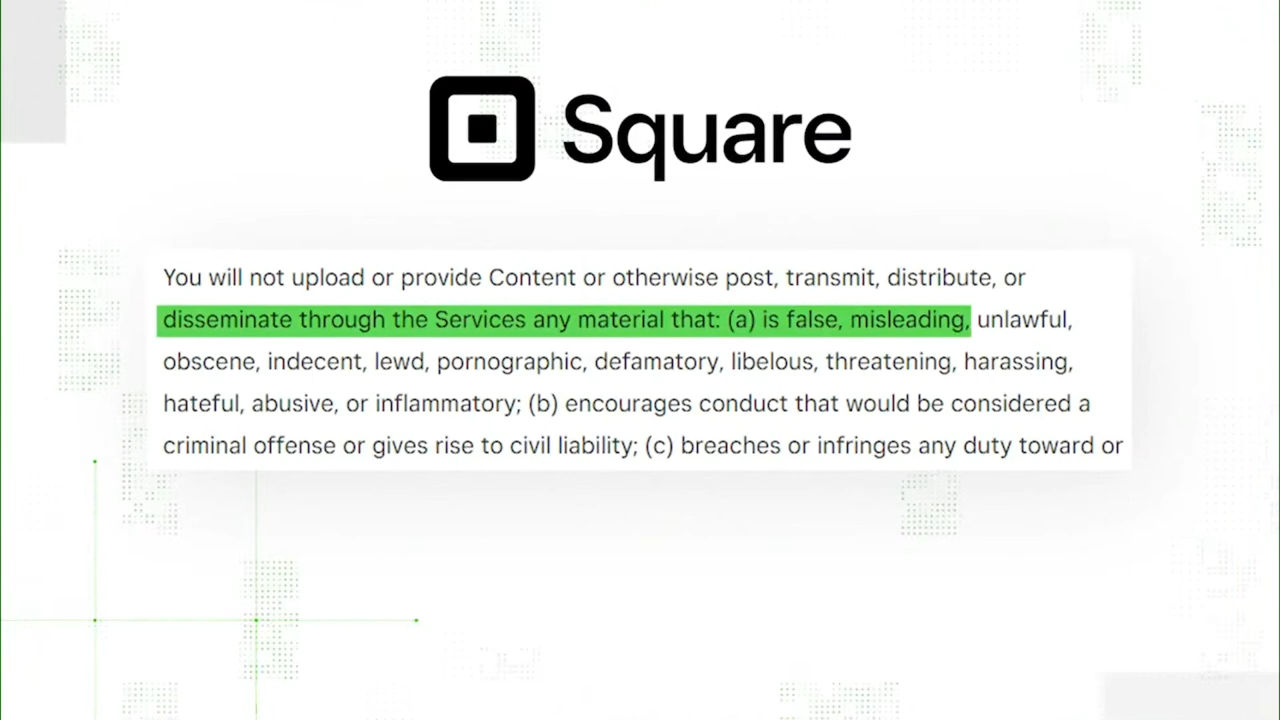 Square
You will not upload or provide Content or otherwise post, transmit, distribute, or
disseminate through the Services any material that: (a) is false, misleading, unlawful,
obscene, indecent, lewd, pornographic, defamatory, libelous, threatening, harassing,
hateful, abusive, or inflammatory; (b) encourages conduct that would be considered a
criminal offense or gives rise to civil liability; (c) breaches or infringes any duty toward or